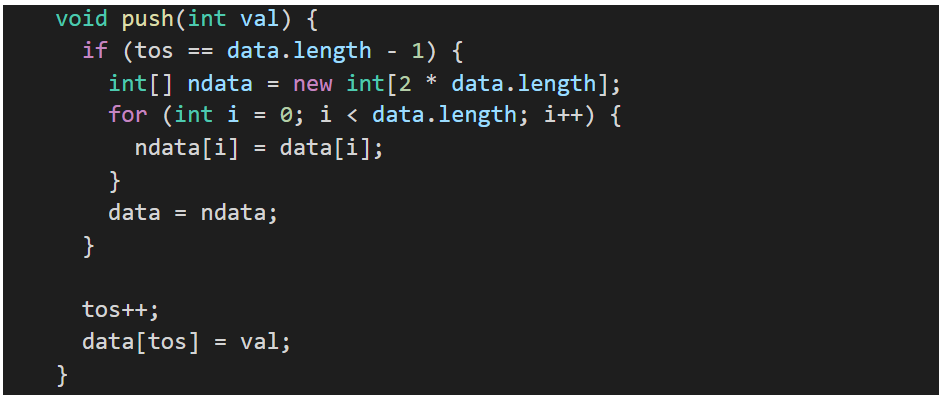 void push(int val) {
if (tos == data.length - 1) {
int[] ndata = new int[2 * data.length];
for (int i = 0; i < data.length; i++) {
ndata[i] = data[i];
}
data = ndata;
}
tos++;
data[tos] = val;
}